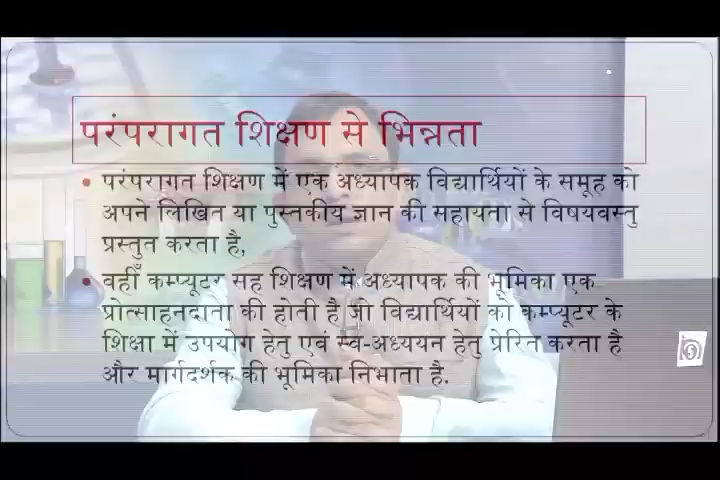 परंपरागत शिक्षण से भिन्नता
• परंपरागत शिक्षण में एक अध्यापक विद्यार्थियों के समूह को
अपने लिखित या पुस्तकीय ज्ञान की सहायता से विषयवस्तु
प्रस्तुत करता है,
• वहीँ कम्प्यूटर सह शिक्षण में अध्यापक की भूमिका एक
प्रोत्साहनदाता की होती है जो विद्यार्थियों को कम्प्यूटर के
शिक्षा में उपयोग हेतु एवं स्व-अध्ययन हेतु प्रेरित करता है
और मार्गदर्शक की भूमिका निभाता है.